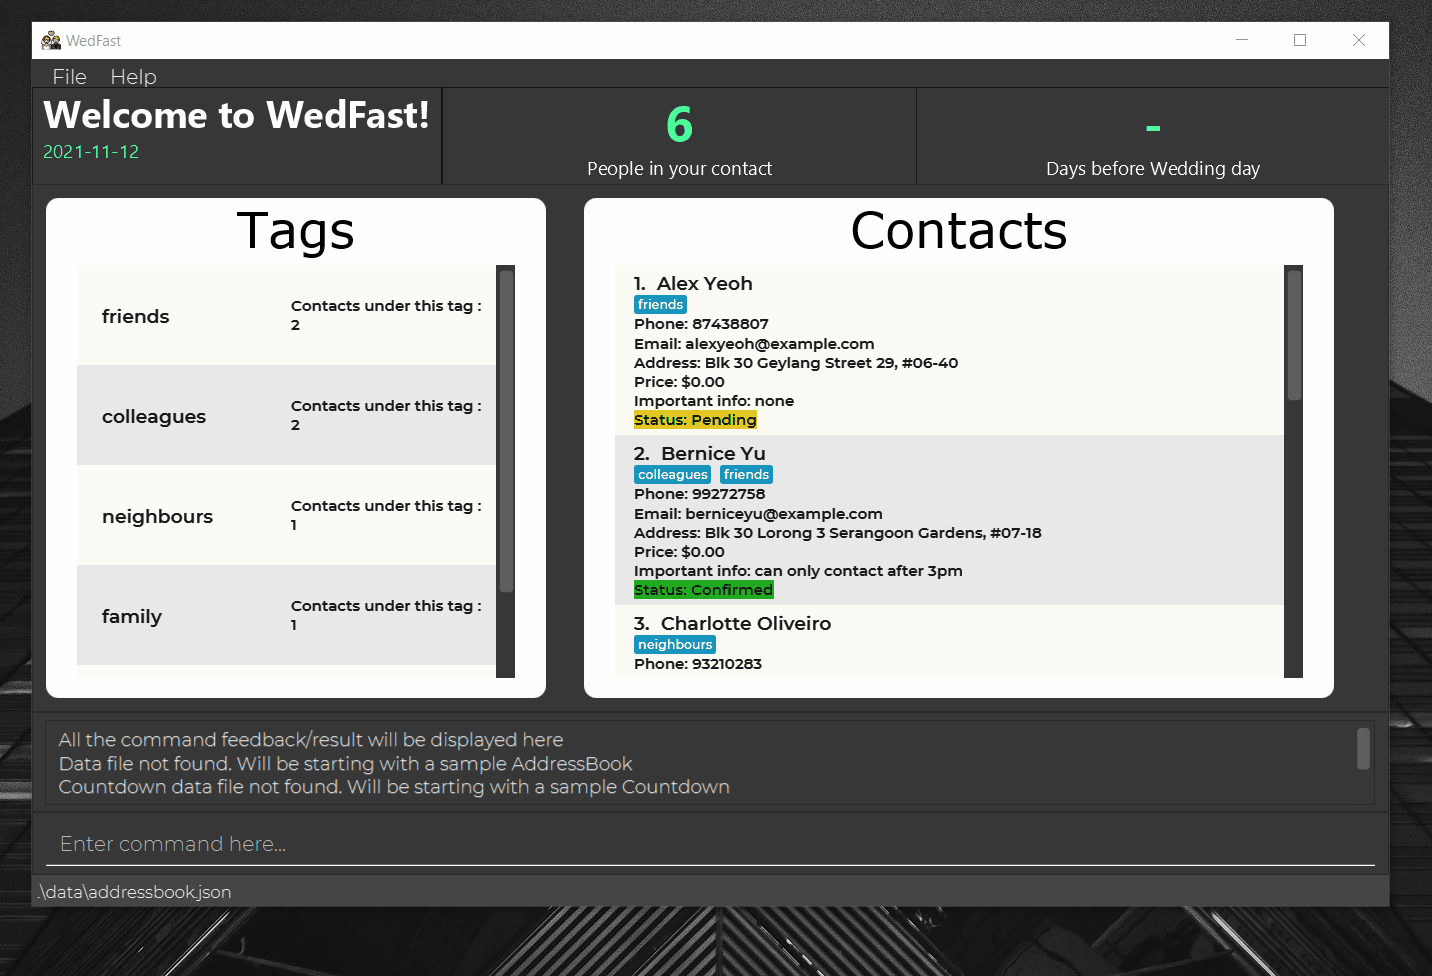 WedFast
File Help
Welcome to WedFast!
2021-11-12
6
People in your contact
-
Days before Wedding day
Tags
friends
Contacts under this tag :
2
colleagues
Contacts under this tag :
2
neighbours
Contacts under this tag :
1
family
Contacts under this tag :
1
Contacts
1. Alex Yeoh
friends
Phone: 87438807
Email: alexyeoh@example.com
Address: Blk 30 Geylang Street 29, #06-40
Price: $0.00
Important info: none
Status: Pending
2. Bernice Yu
colleagues friends
Phone: 99272758
Email: berniceyu@example.com
Address: Blk 30 Lorong 3 Serangoon Gardens, #07-18
Price: $0.00
Important info: can only contact after 3pm
Status: Confirmed
3. Charlotte Oliveiro
neighbours
Phone: 93210283
All the command feedback/result will be displayed here
Data file not found. Will be starting with a sample AddressBook
Countdown data file not found. Will be starting with a sample Countdown
Enter command here...
.\data\addressbook.json